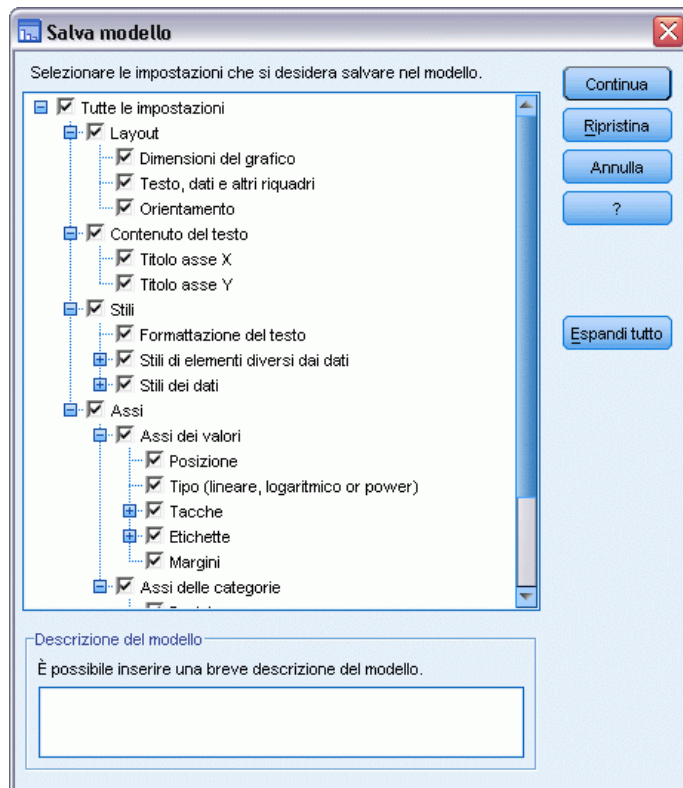 Salva modello
Selezionare le impostazioni che si desidera salvare nel modello.
Tutte le impostazioni
Layout
Dimensioni del grafico
Testo, dati e altri riquadri
Orientamento
Contenuto del testo
Titolo asse X
Titolo asse Y
Stili
Formattazione del testo
Stili di elementi diversi dai dati
Stili dei dati
Assi
Assi dei valori
Posizione
Tipo (lineare, logaritmico or power)
Tacche
Etichette
Margini
Assi delle categorie
Continua
Ripristina
Annulla
?
Espandi tutto
Descrizione del modello
È possibile inserire una breve descrizione del modello.